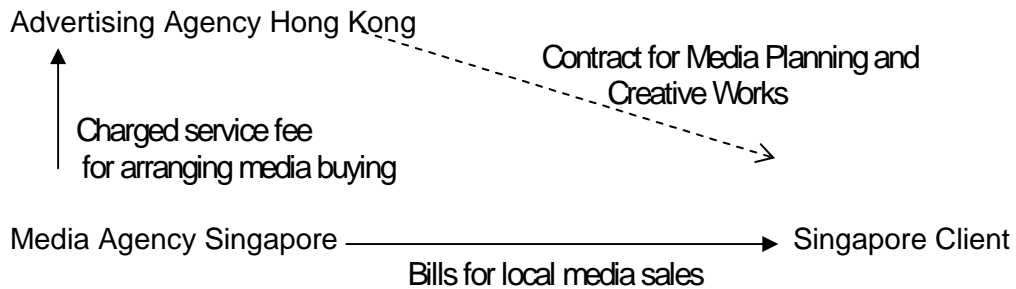 Advertising Agency Hong Kong
Contract for Media Planning and
Creative Works
Charged service fee
for arranging media buying
Media Agency Singapore
Singapore Client
Bills for local media sales